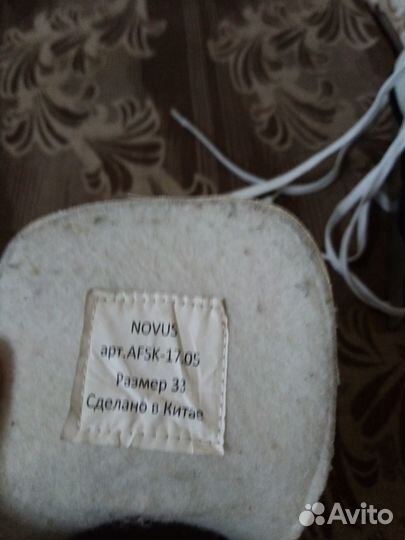 NOVUS
арт.AFSK-17.05
Размер 33
Сделано в Китае
Avito